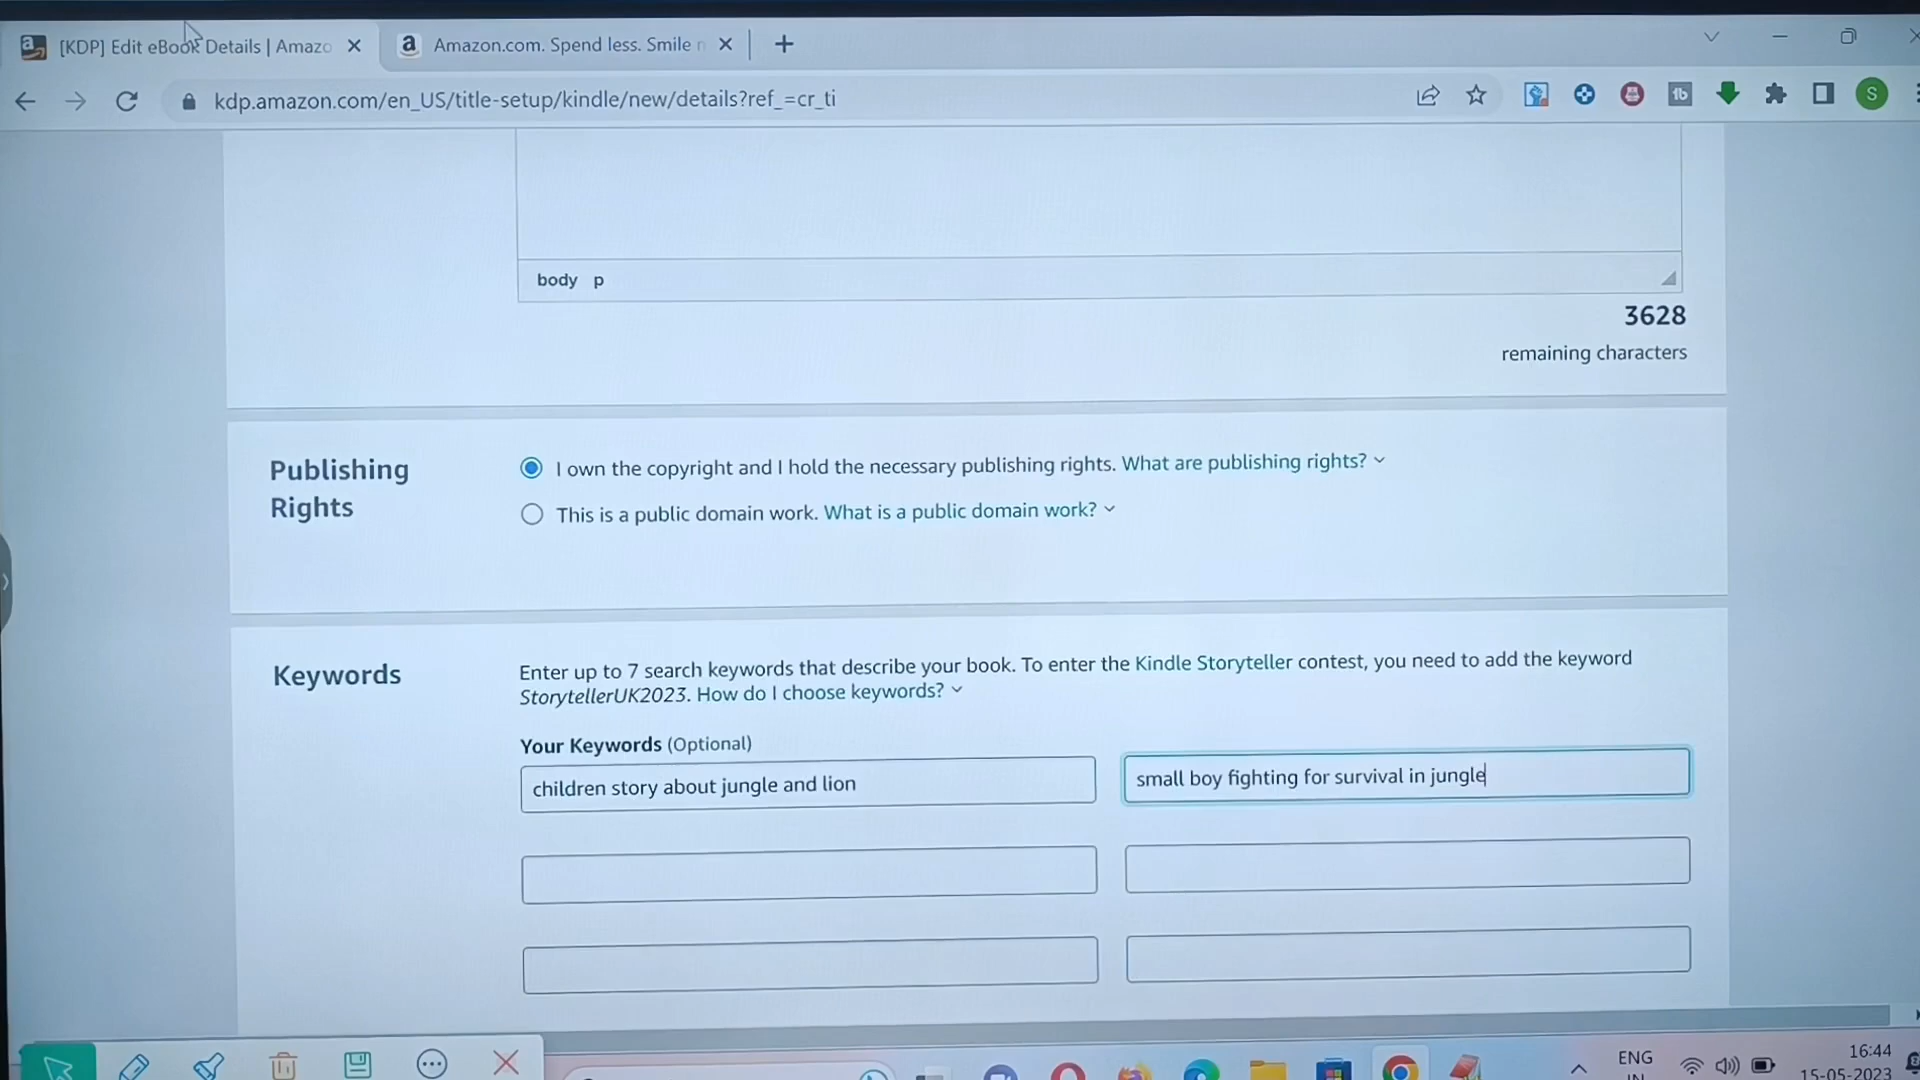 [KDP] Edit eBook Details | Amazo
Amazon.com. Spend less. Smile
kdp.amazon.com/en_US/title-setup/kindle/new/details?ref_=cr_ti
S
body p
3628
remaining characters
Publishing
Rights
I own the copyright and I hold the necessary publishing rights. What are publishing rights?
This is a public domain work. What is a public domain work?
Keywords
Enter up to 7 search keywords that describe your book. To enter the Kindle Storyteller contest, you need to add the keyword
StorytellerUK2023. How do I choose keywords?
Your Keywords (Optional)
children story about jungle and lion
small boy fighting for survival in jungle
ENG
IN
16:44
15-05-2023